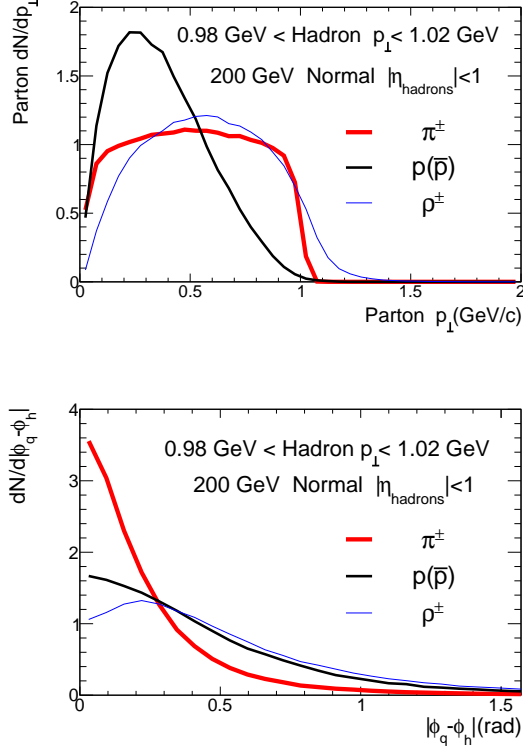 Parton dN/dp⊥
2
1.5
1
0.5
0
0.98 GeV < Hadron p⊥< 1.02 GeV
200 GeV Normal |η_hadrons|<1
π±
p(p̅)
ρ±
0 0.5 1 1.5 2
Parton p⊥(GeV/c)
dN/d|ϕq-ϕh|
4
3
2
1
0
0.98 GeV < Hadron p⊥< 1.02 GeV
200 GeV Normal |η_hadrons|<1
π±
p(p̅)
ρ±
0 0.5 1 1.5
|ϕq-ϕh|(rad)